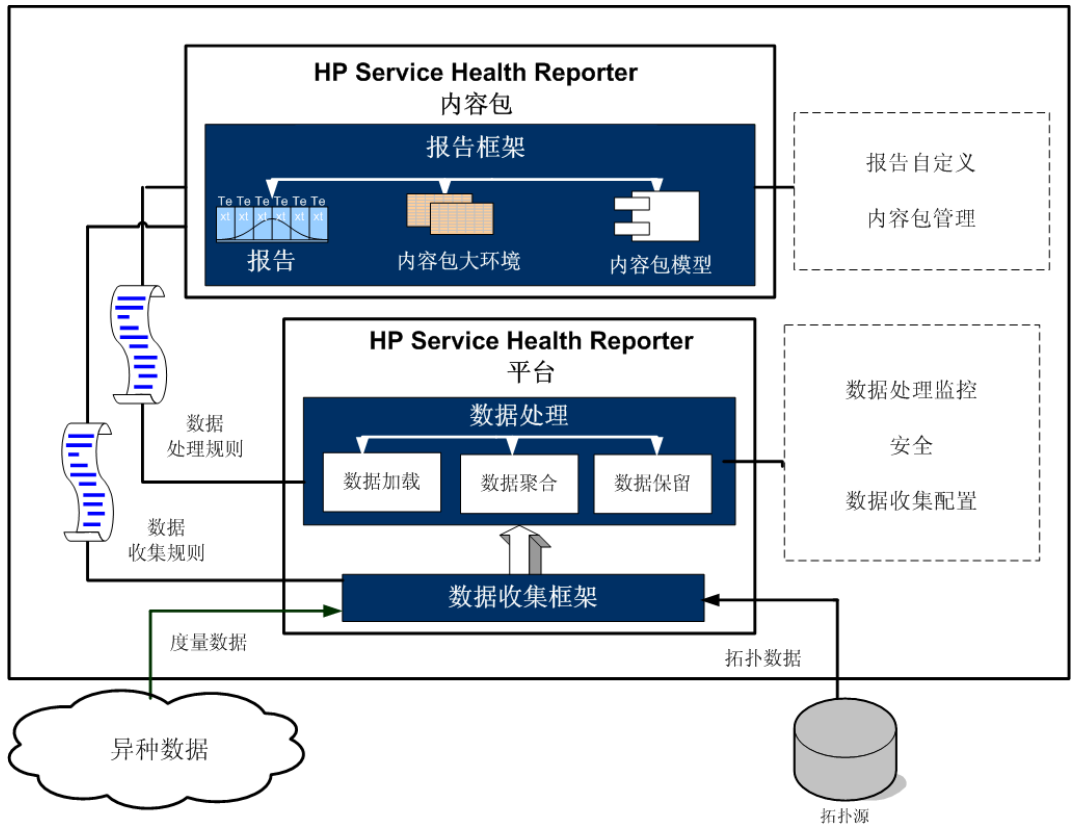 HP Service Health Reporter
内容包
报告框架
Te Te Te Te Te Te
xt xt xt xt xt xt
报告
内容包大环境
内容包模型
报告自定义
内容包管理
HP Service Health Reporter
平台
数据处理
数据加载
数据聚合
数据保留
数据处理监控
安全
数据收集配置
数据
处理规则
数据
收集规则
数据收集框架
度量数据
拓扑数据
异种数据
拓扑源